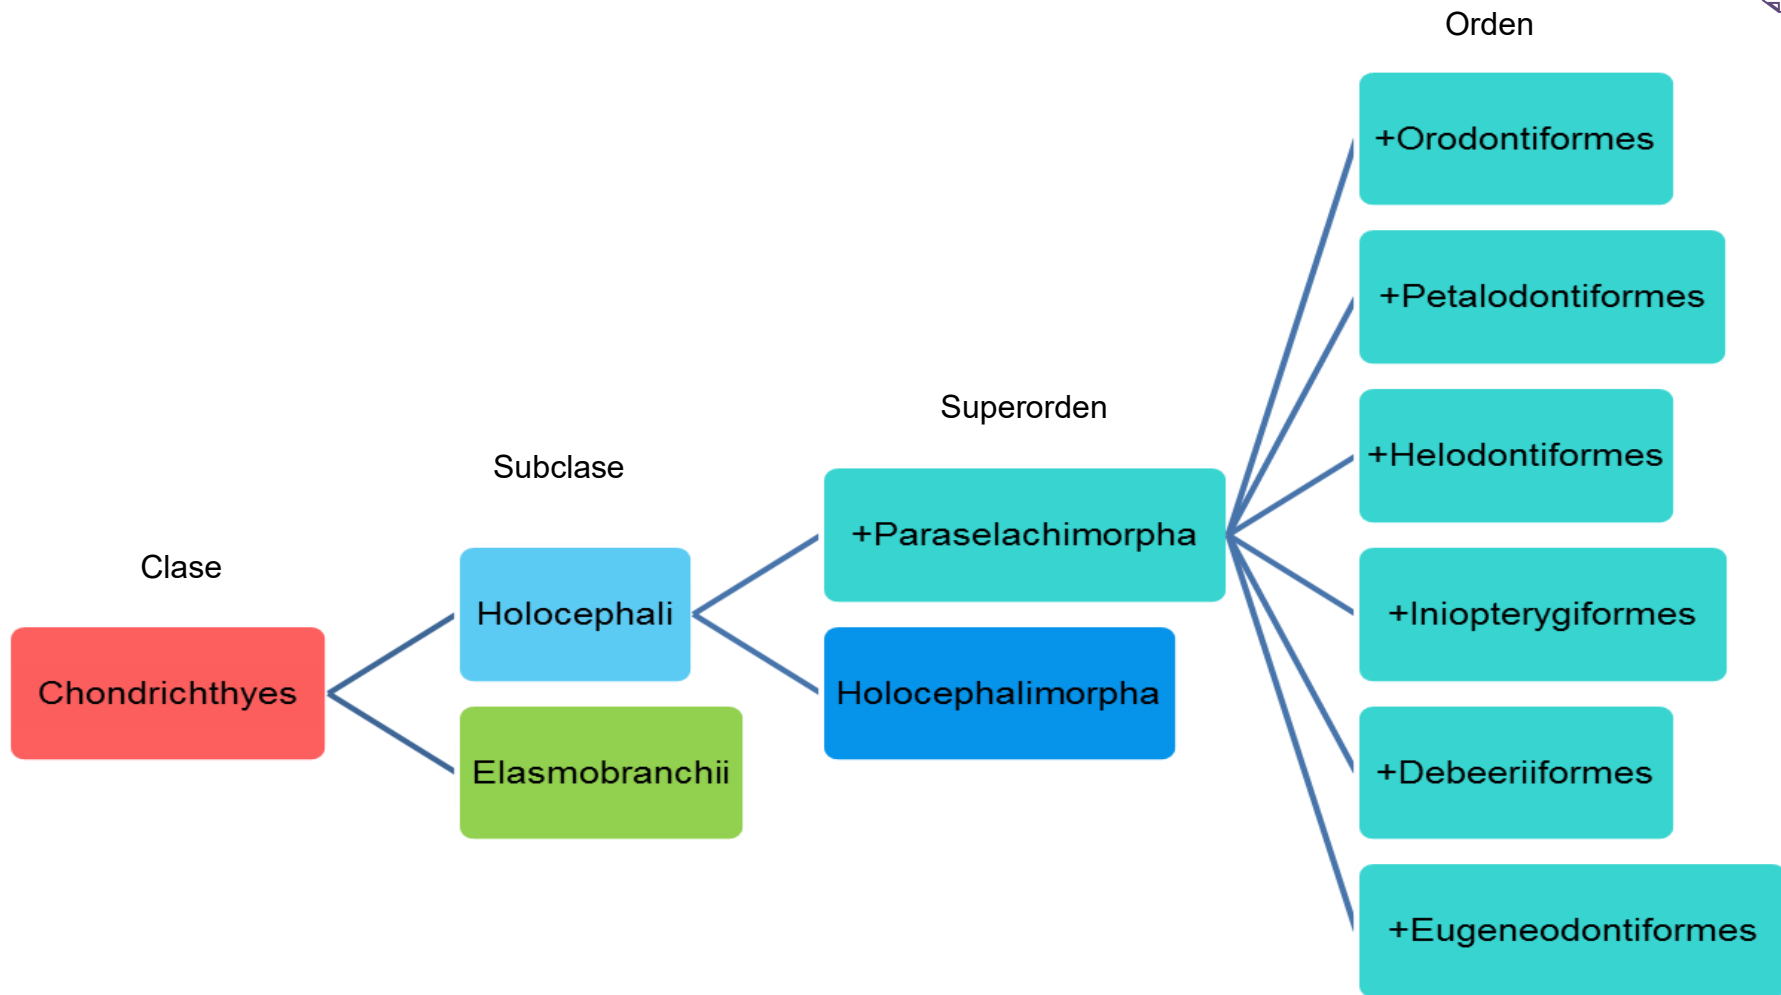 Orden
+Orodontiformes
+Petalodontiformes
Superorden
+Helodontiformes
Subclase
+Paraselachimorpha
Clase
Holocephali
+Iniopterygiformes
Chondrichthyes
Holocephalimorpha
Elasmobranchii
+Debeeriiformes
+Eugeneodontiformes